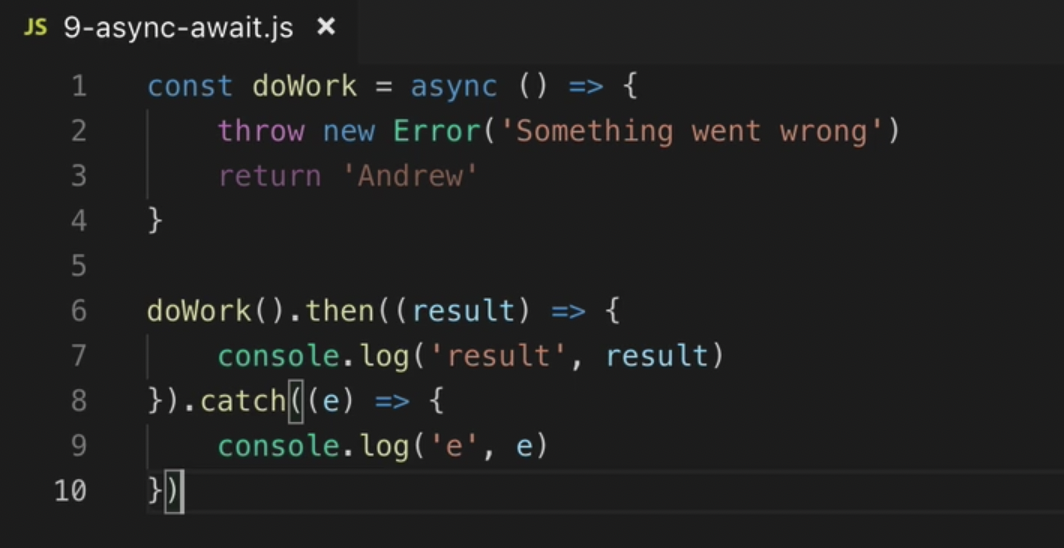 JS 9-async-await.js ×
1 const doWork = async () => {
2     throw new Error('Something went wrong')
3     return 'Andrew'
4 }
5
6 doWork().then((result) => {
7     console.log('result', result)
8 }).catch((e) => {
9     console.log('e', e)
10 })